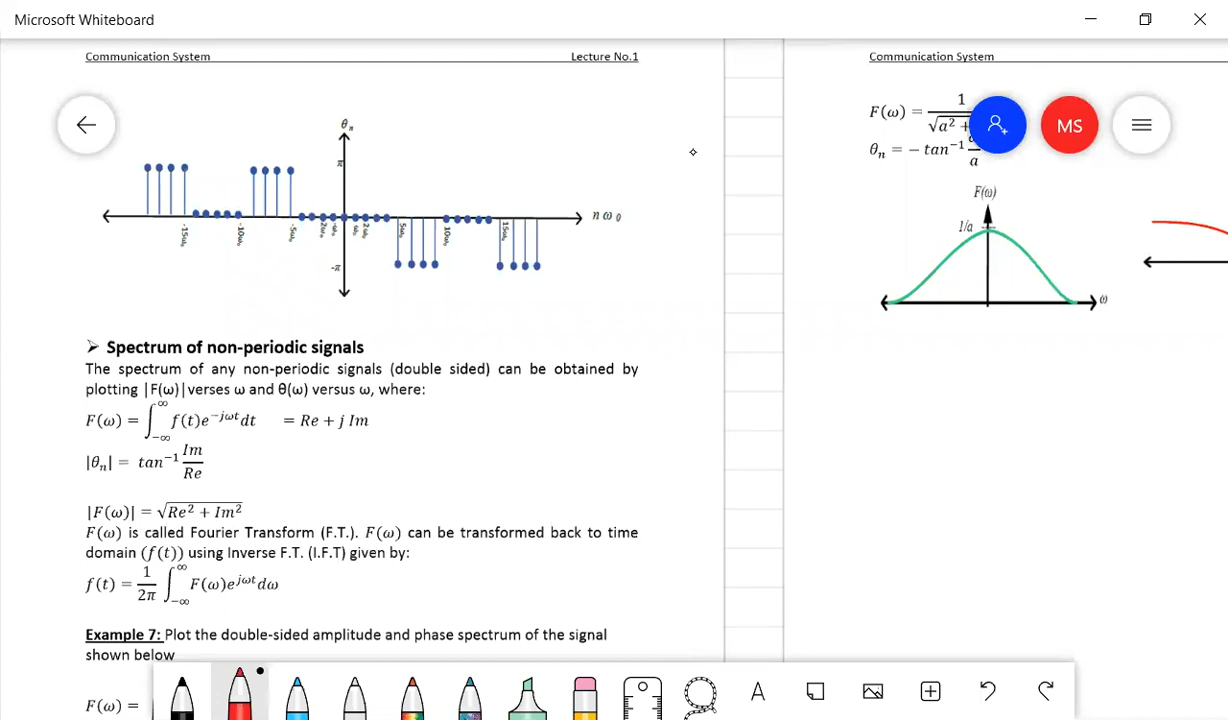 Microsoft Whiteboard
Communication System Lecture No.1
θn
π
-15ω₀ -10ω₀ -5ω₀ -ω₀ ω₀ 2ω₀ 5ω₀ 10ω₀ 15ω₀
n ω₀
-π
➢ Spectrum of non-periodic signals
The spectrum of any non-periodic signals (double sided) can be obtained by
plotting |F(ω)| verses ω and θ(ω) versus ω, where:
F(ω) = ∫_{−∞}^{∞} f(t)e^{−jωt}dt = Re + j Im
|θn| = tan⁻¹ Im/Re
|F(ω)| = √(Re² + Im²)
F(ω) is called Fourier Transform (F.T.). F(ω) can be transformed back to time
domain (f(t)) using Inverse F.T. (I.F.T) given by:
f(t) = 1/2π ∫_{−∞}^{∞} F(ω)e^{jωt}dω
Example 7: Plot the double-sided amplitude and phase spectrum of the signal
shown below
F(ω) =
Communication System
F(ω) = 1/√(a² +
θn = − tan⁻¹ /a
MS
F(ω)
1/a
ω
A